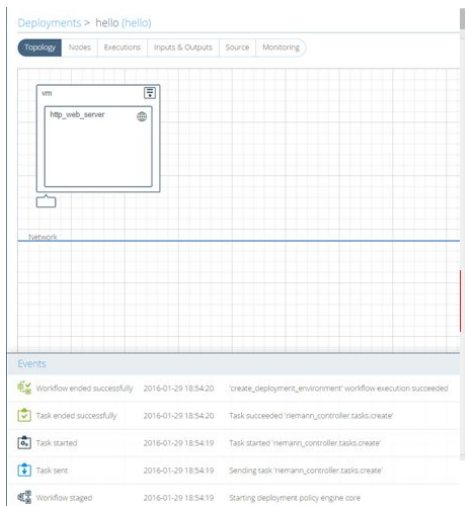 Deployments > hello (hello)
Topology Nodes Executions Inputs & Outputs Source Monitoring
vm
http_web_server
Network
Events
Workflow ended successfully 2016-01-29 18:54:20 'create_deployment_environment' workflow execution succeeded
Task ended successfully 2016-01-29 18:54:20 Task succeeded 'riemann_controller.tasks.create'
Task started 2016-01-29 18:54:19 Task started 'riemann_controller.tasks.create'
Task sent 2016-01-29 18:54:19 Sending task 'riemann_controller.tasks.create'
Workflow staged 2016-01-29 18:54:19 Starting deployment policy engine core